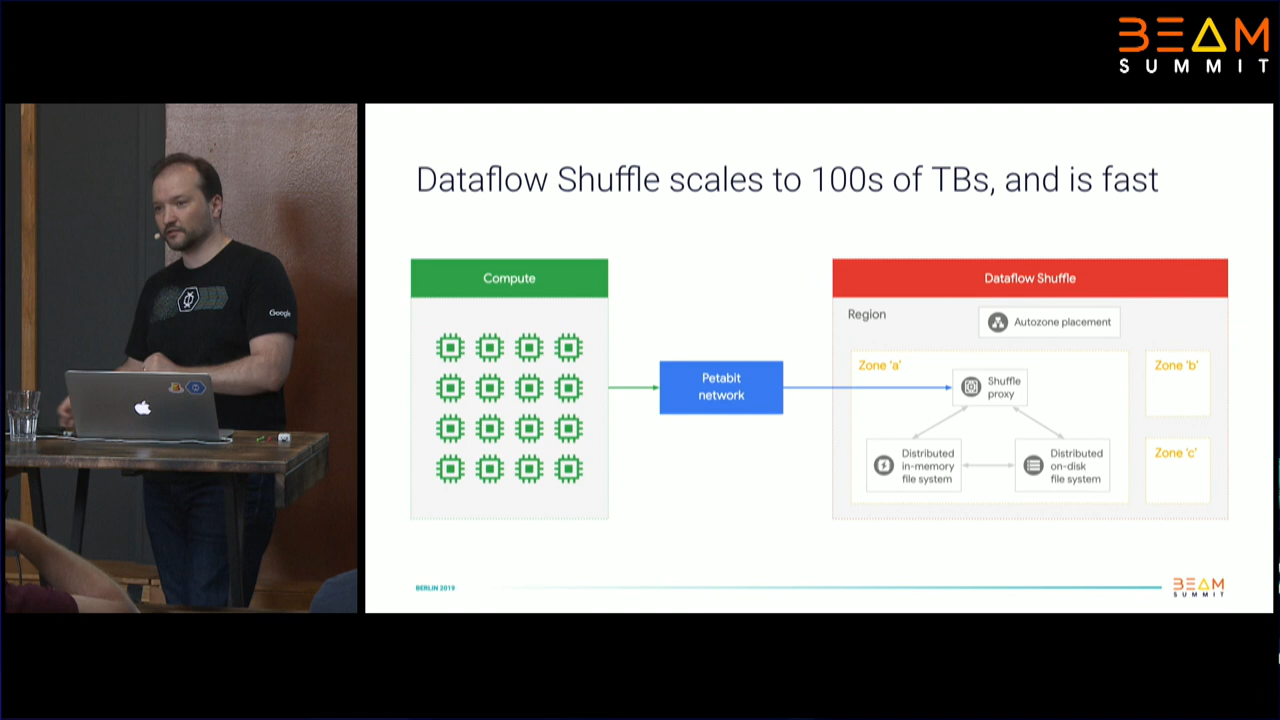 BEAM
SUMMIT
Google
Dataflow Shuffle scales to 100s of TBs, and is fast
Compute
Petabit
network
Dataflow Shuffle
Region
Autozone placement
Zone 'a'
Shuffle
proxy
Distributed
in-memory
file system
Distributed
on-disk
file system
Zone 'b'
Zone 'c'
BERLIN 2019
BEAM
SUMMIT